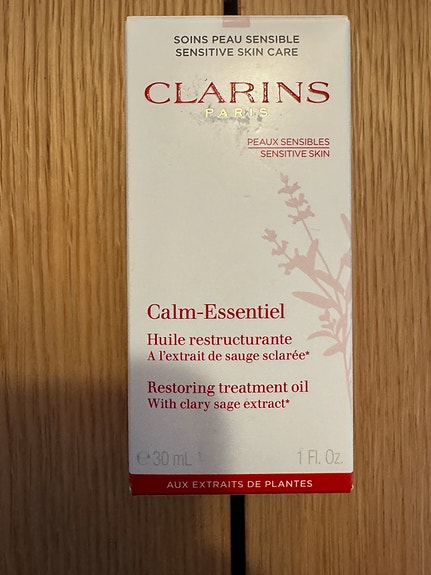 SOINS PEAU SENSIBLE
SENSITIVE SKIN CARE
CLARINS
PARIS
PEAUX SENSIBLES
SENSITIVE SKIN
Calm-Essentiel
Huile restructurante
A l'extrait de sauge sclarée*
Restoring treatment oil
With clary sage extract*
℮ 30 mL 1 Fl. Oz.
AUX EXTRAITS DE PLANTES